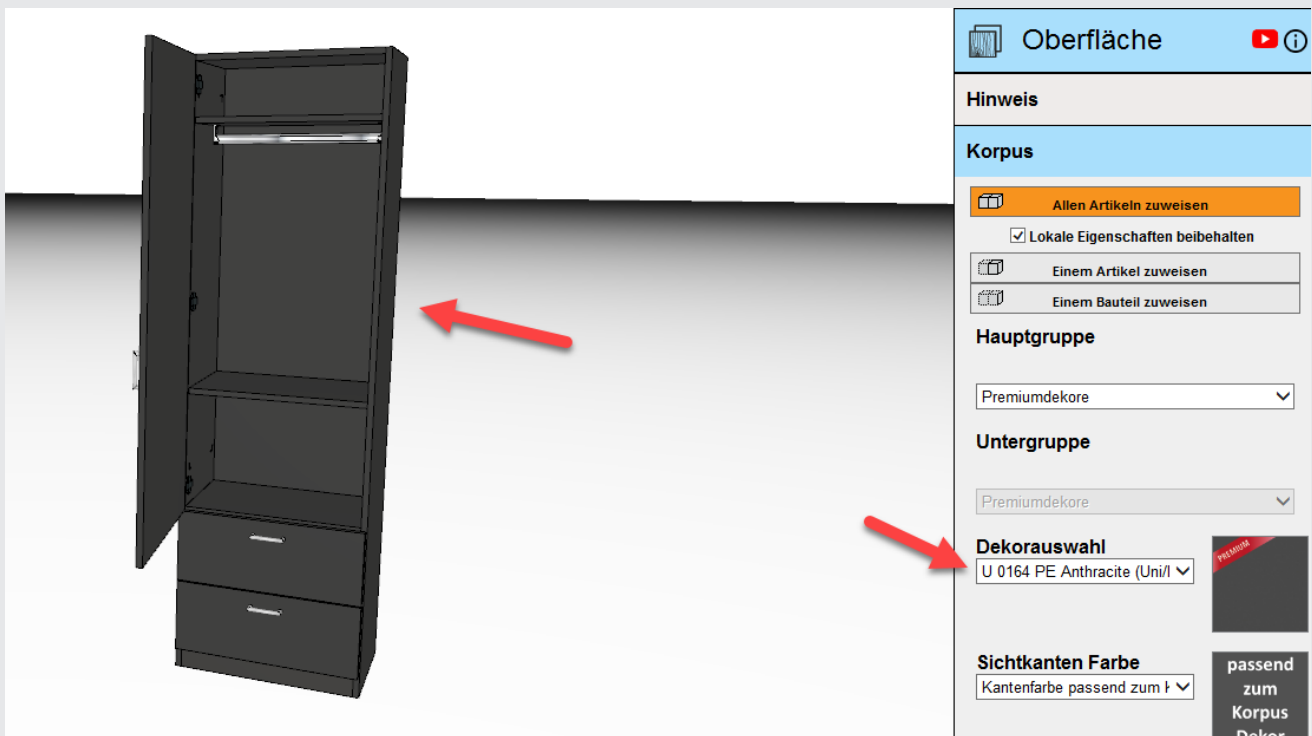 Oberfläche
Hinweis
Korpus
Allen Artikeln zuweisen
Lokale Eigenschaften beibehalten
Einem Artikel zuweisen
Einem Bauteil zuweisen
Hauptgruppe
Premiumdekore
Untergruppe
Premiumdekore
Dekorauswahl
U 0164 PE Anthracite (Uni/l
PREMIUM
Sichtkanten Farbe
Kantenfarbe passend zum
passend
zum
Korpus
Dekor